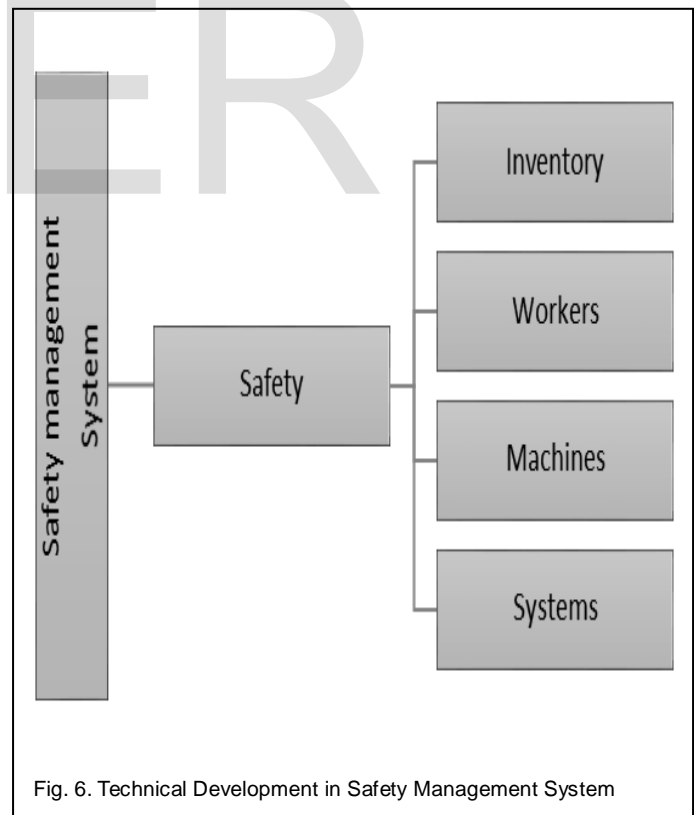 ER
Safety management
System
Safety
Inventory
Workers
Machines
Systems
Fig. 6. Technical Development in Safety Management System